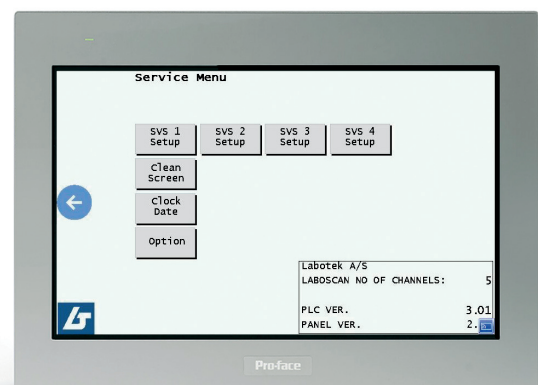 Service Menu
SVS 1 Setup
SVS 2 Setup
SVS 3 Setup
SVS 4 Setup
Clean Screen
Clock Date
Option
Labotek A/S
LABOSCAN NO OF CHANNELS: 5
PLC VER. 3.01
PANEL VER. 2.
Pro-face